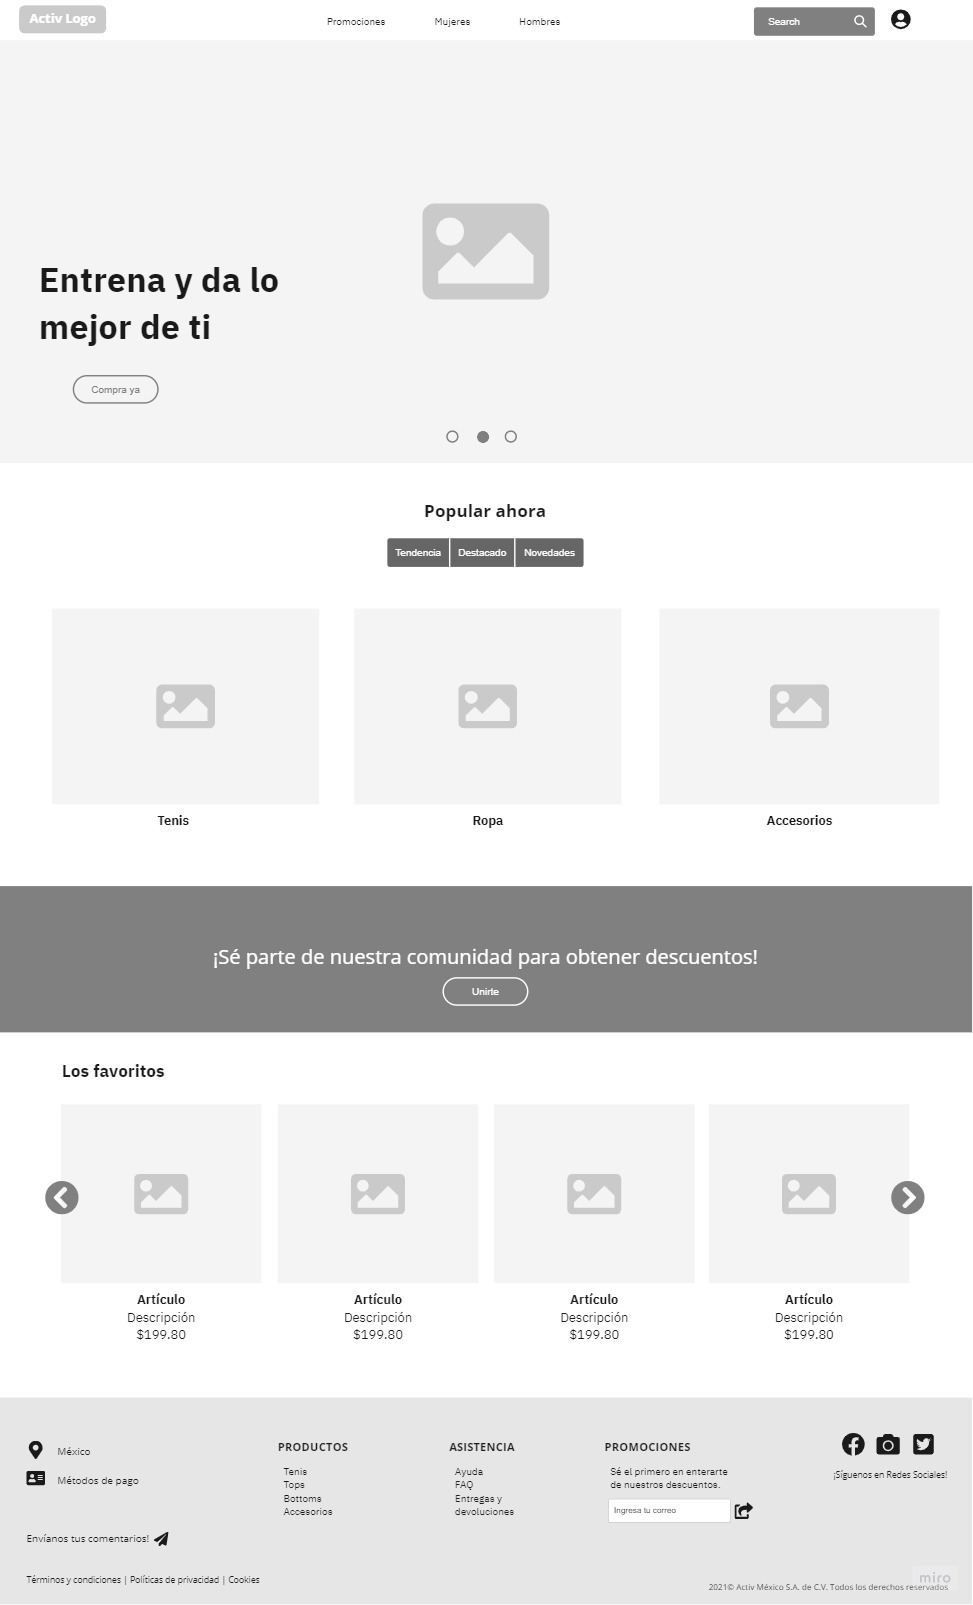 Activ Logo
Promociones
Mujeres
Hombres
Search
Entrena y da lo
mejor de ti
Compra ya
Popular ahora
Tendencia
Destacado
Novedades
Tenis
Ropa
Accesorios
¡Sé parte de nuestra comunidad para obtener descuentos!
Unirte
Los favoritos
Artículo
Descripción
$199.80
Artículo
Descripción
$199.80
Artículo
Descripción
$199.80
Artículo
Descripción
$199.80
México
Métodos de pago
Envíanos tus comentarios!
Términos y condiciones | Políticas de privacidad | Cookies
PRODUCTOS
Tenis
Tops
Bottoms
Accesorios
ASISTENCIA
Ayuda
FAQ
Entregas y
devoluciones
PROMOCIONES
Sé el primero en enterarte
de nuestros descuentos.
Ingresa tu correo
¡Síguenos en Redes Sociales!
miro
2021© Activ México S.A. de C.V. Todos los derechos reservados